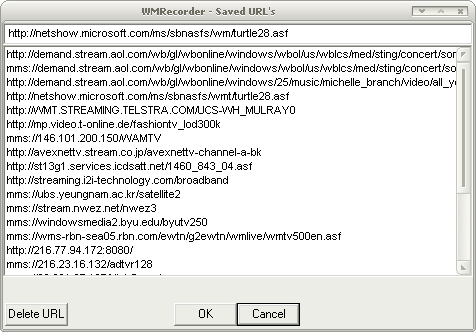 WMRecorder - Saved URL's
http://netshow.microsoft.com/ms/sbnasfs/wm/turtle28.asf
http://demand.stream.aol.com/wb/gl/wbonline/windows/wbol/us/wblcs/med/sting/concert/sor
mms://demand.stream.aol.com/wb/gl/wbonline/windows/wbol/us/wblcs/med/sting/concert/so
http://demand.stream.aol.com/wb/gl/wbonline/windows/25/music/michelle_branch/video/all_yo
http://netshow.microsoft.com/ms/sbnasfs/wmt/turtle28.asf
http://WMT.STREAMING.TELSTRA.COM/UCS-WH_MULRAY0
http://mp.video.t-online.de/fashiontv_lod300k
mms://146.101.200.150/WAMTV
http://avexnettv.stream.co.jp/avexnettv-channel-a-bk
http://st13g1.services.icdsatt.net/1460_843_04.asf
http://streaming.i2i-technology.com/broadband
mms://ubs.yeungnam.ac.kr/satellite2
mms://stream.nwez.net/nwez3
mms://windowsmedia2.byu.edu/byutv250
mms://wms-rbn-sea05.rbn.com/ewtn/g2ewtn/wmlive/wmtv500en.asf
http://216.77.94.172:8080/
mms://216.23.16.132/adtvr128
Delete URL
OK
Cancel